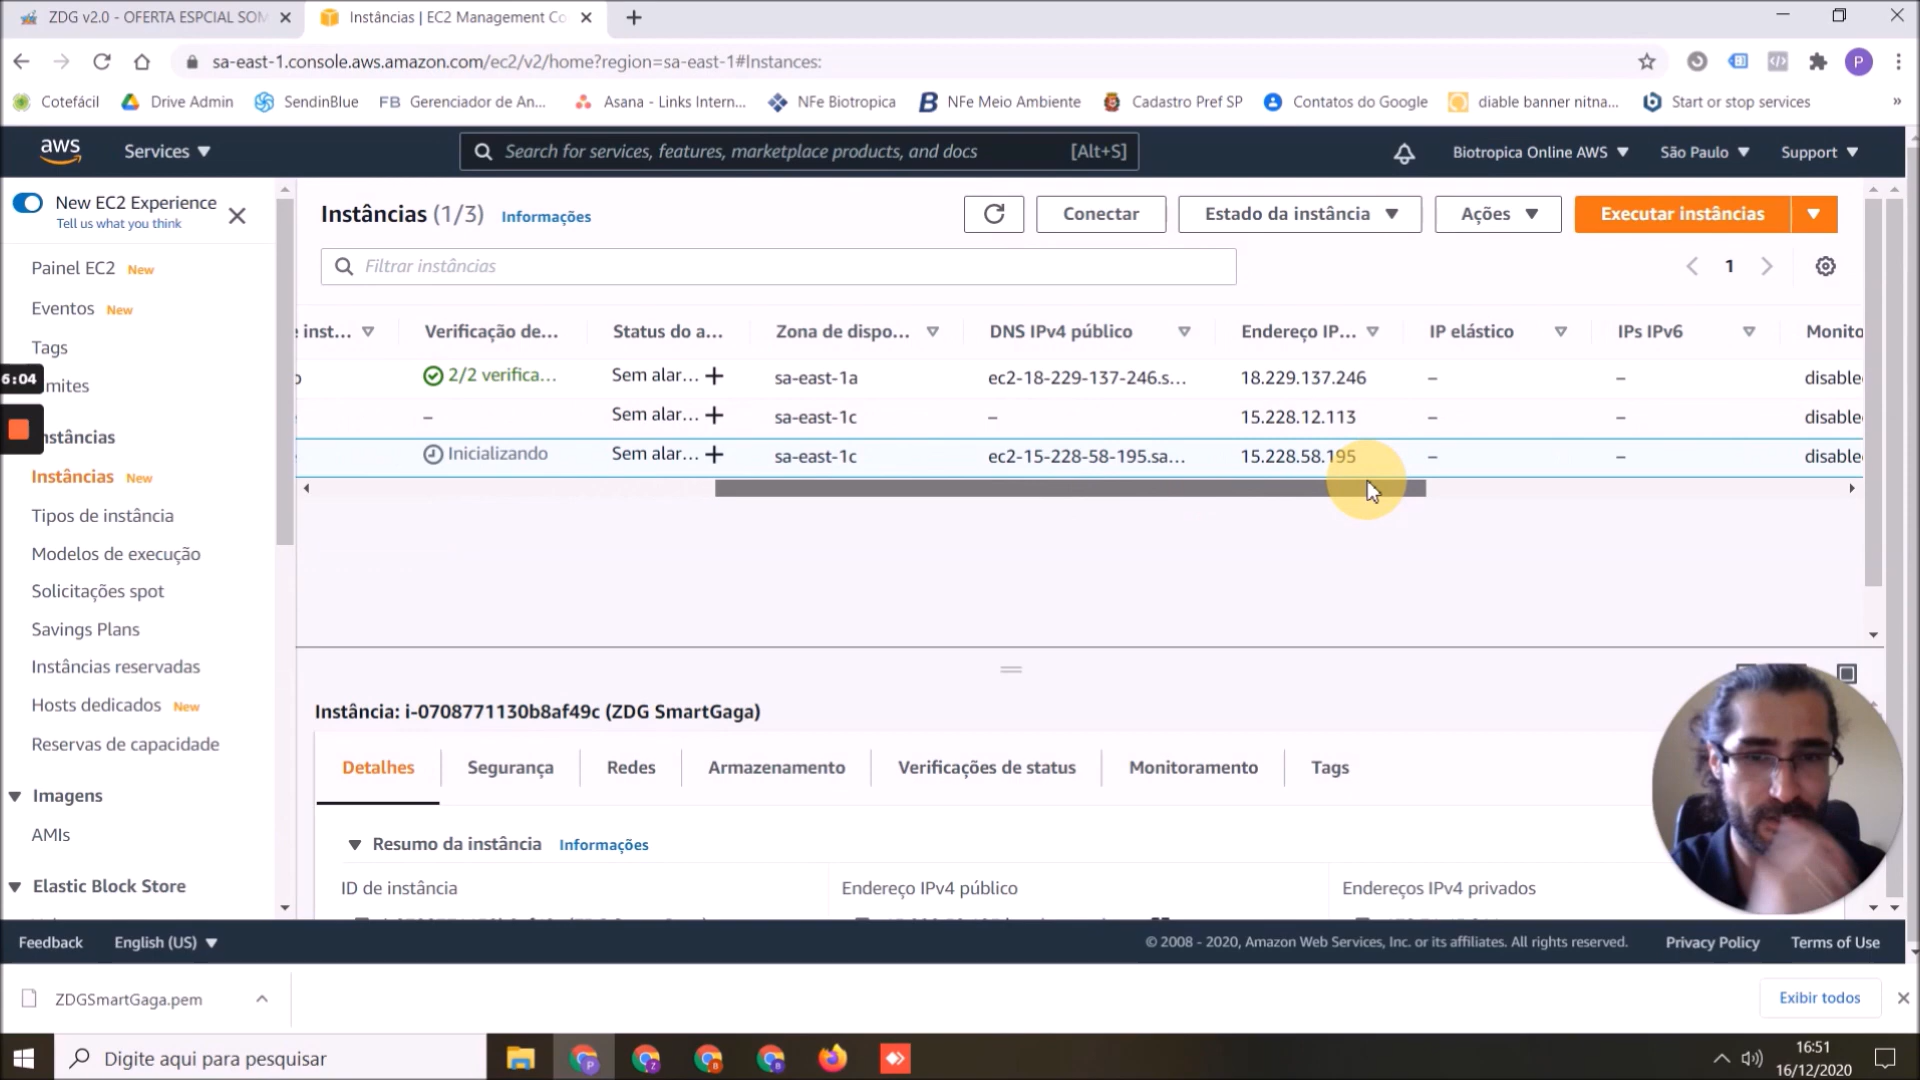 ZDG v2.0 - OFERTA ESPCIAL SOM
Instâncias | EC2 Management Co
sa-east-1.console.aws.amazon.com/ec2/v2/home?region=sa-east-1#Instances:
P
Cotefácil
Drive Admin
SendinBlue
FB Gerenciador de An...
Asana - Links Intern...
NFe Biotropica
B NFe Meio Ambiente
Cadastro Pref SP
Contatos do Google
diable banner nitna...
Start or stop services
»
aws
Services
Search for services, features, marketplace products, and docs
[Alt+S]
Biotropica Online AWS
São Paulo
Support
New EC2 Experience
Tell us what you think
Painel EC2 New
Eventos New
Tags
mites
6:04
nstâncias
Instâncias New
Tipos de instância
Modelos de execução
Solicitações spot
Savings Plans
Instâncias reservadas
Hosts dedicados New
Reservas de capacidade
Imagens
AMIs
Elastic Block Store
Instâncias (1/3) Informações
Conectar
Estado da instância
Ações
Executar instâncias
Filtrar instâncias
1
inst... Verificação de... Status do a... Zona de dispo... DNS IPv4 público Endereço IP... IP elástico IPs IPv6 Monito
o 2/2 verifica... Sem alar... + sa-east-1a ec2-18-229-137-246.s... 18.229.137.246 – – disable
– Sem alar... + sa-east-1c – 15.228.12.113 – – disable
Inicializando Sem alar... + sa-east-1c ec2-15-228-58-195.sa... 15.228.58.195 – – disable
Instância: i-0708771130b8af49c (ZDG SmartGaga)
Detalhes
Segurança
Redes
Armazenamento
Verificações de status
Monitoramento
Tags
Resumo da instância Informações
ID de instância
Endereço IPv4 público
Endereços IPv4 privados
Feedback
English (US)
© 2008 - 2020, Amazon Web Services, Inc. or its affiliates. All rights reserved.
Privacy Policy
Terms of Use
ZDGSmartGaga.pem
Exibir todos
Digite aqui para pesquisar
16:51
16/12/2020